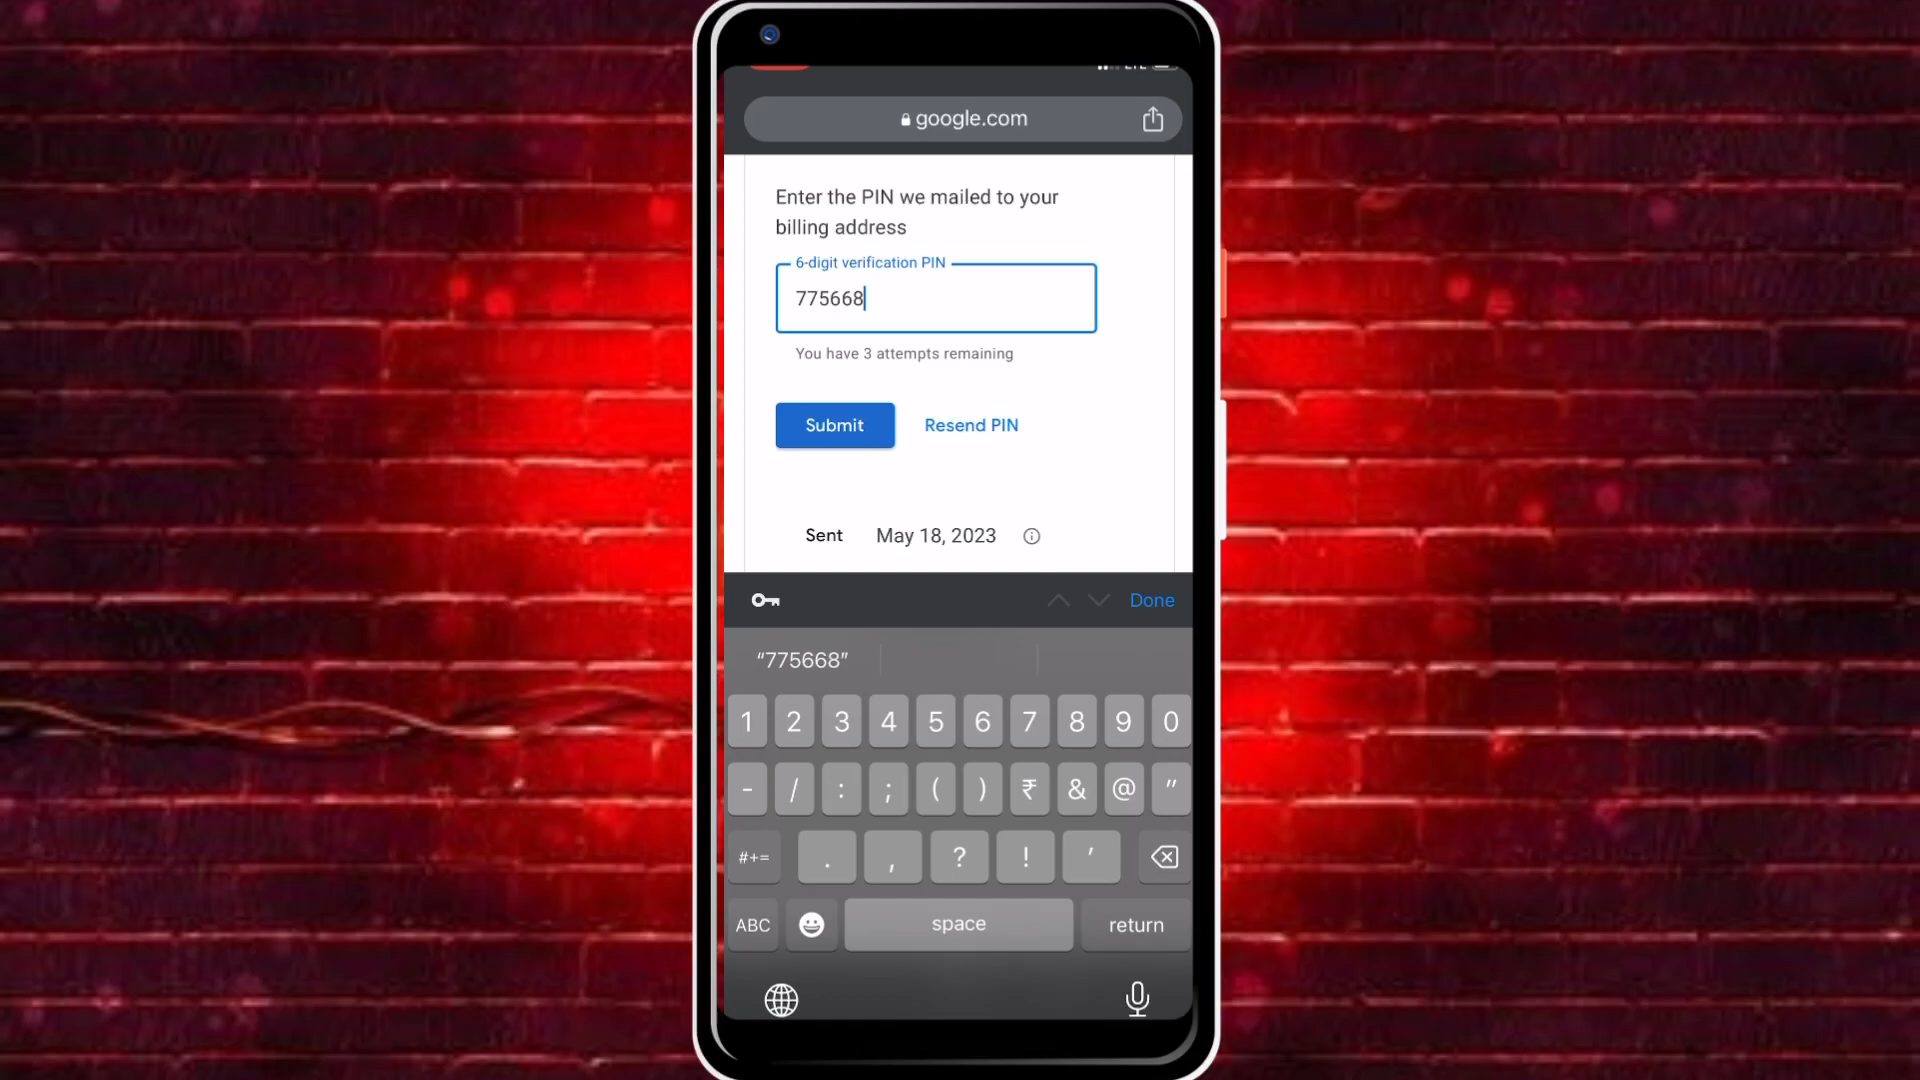 google.com
Enter the PIN we mailed to your
billing address
6-digit verification PIN
775668
You have 3 attempts remaining
Submit Resend PIN
Sent May 18, 2023
Done
“775668”
1 2 3 4 5 6 7 8 9 0
- / : ; ( ) ₹ & @ "
#+= . , ? ! '
ABC space return